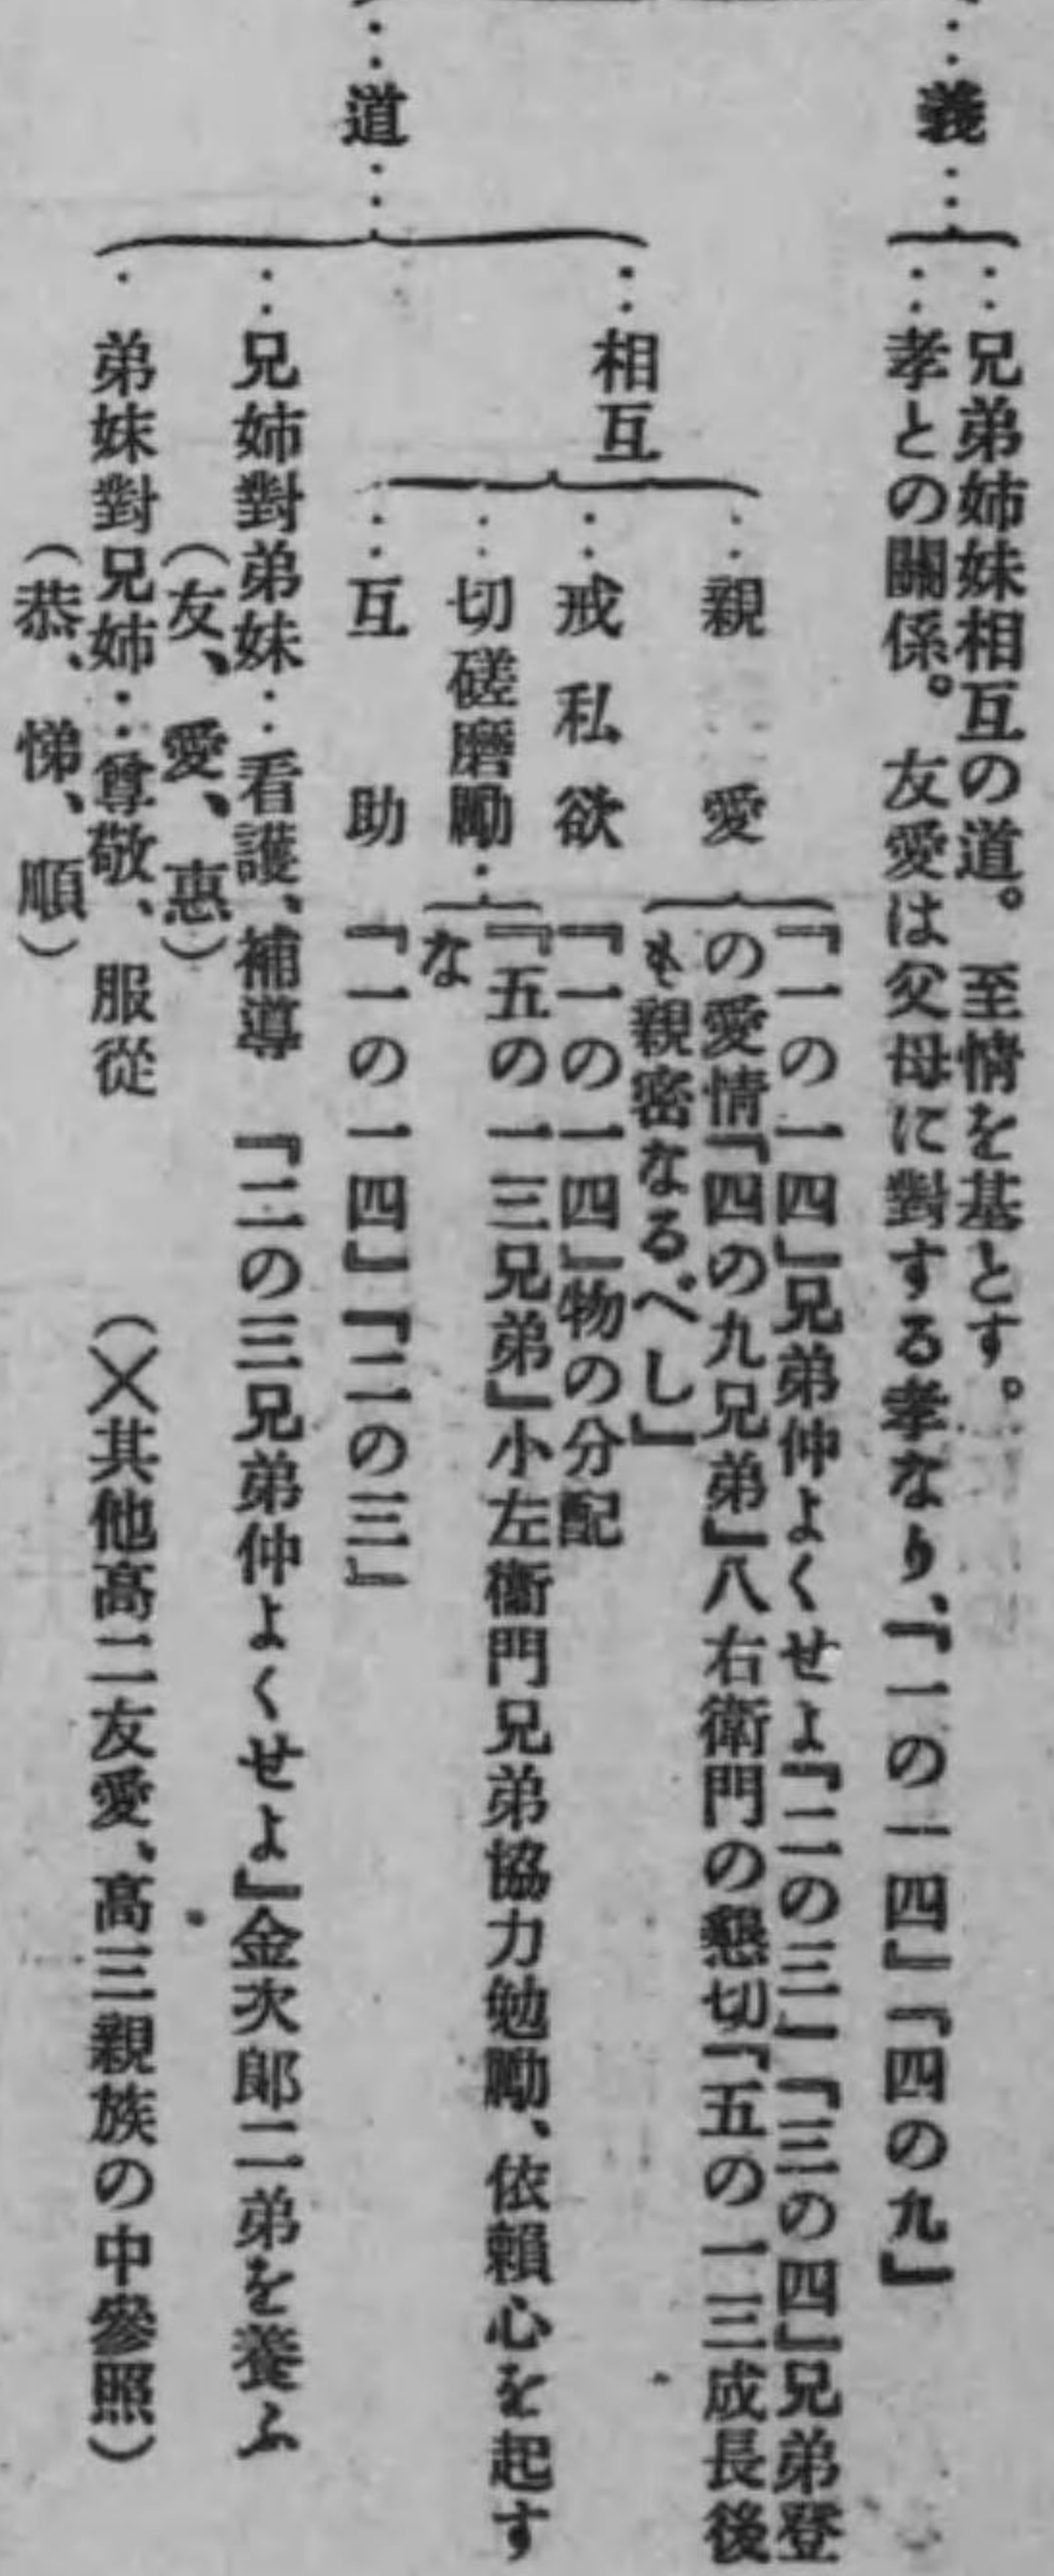 義
兄弟姉妹相互の道。至情を基とす。
孝との關係。友愛は父母に對する孝なり、『一の一四』『四の九』
道
相互
親愛
『一の一四』兄弟仲よくせよ『二の三』『三の四』兄弟登
の愛情『四の九兄弟』八右衛門の懇切『五の一三成長後
も親密なるべし』
戒私欲
『一の一四』物の分配
切磋磨勵
『五の一三兄弟』小左衞門兄弟協力勉勵、依賴心を起す
な
互助
『一の一四』『二の三』
兄姉對弟妹‥看護、補導 『二の三兄弟仲よくせよ』金次郞二弟を養ふ
(友、愛、惠)
弟妹對兄姉‥尊敬、服從 (╳其他高二友愛、高三親族の中參照)
(恭、悌、順)